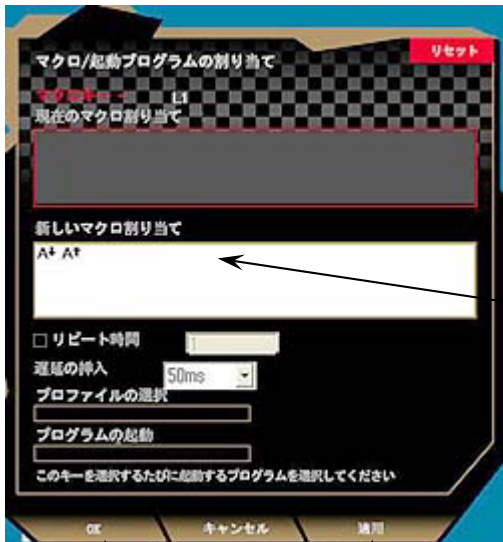 リセット
マクロ/起動プログラムの割り当て
マクロキー - L1
現在のマクロ割り当て
新しいマクロ割り当て
A↓ A↑
リピート時間 1
遅延の挿入 50ms
プロファイルの選択
プログラムの起動
このキーを選択するたびに起動するプログラムを選択してください
OK キャンセル 適用